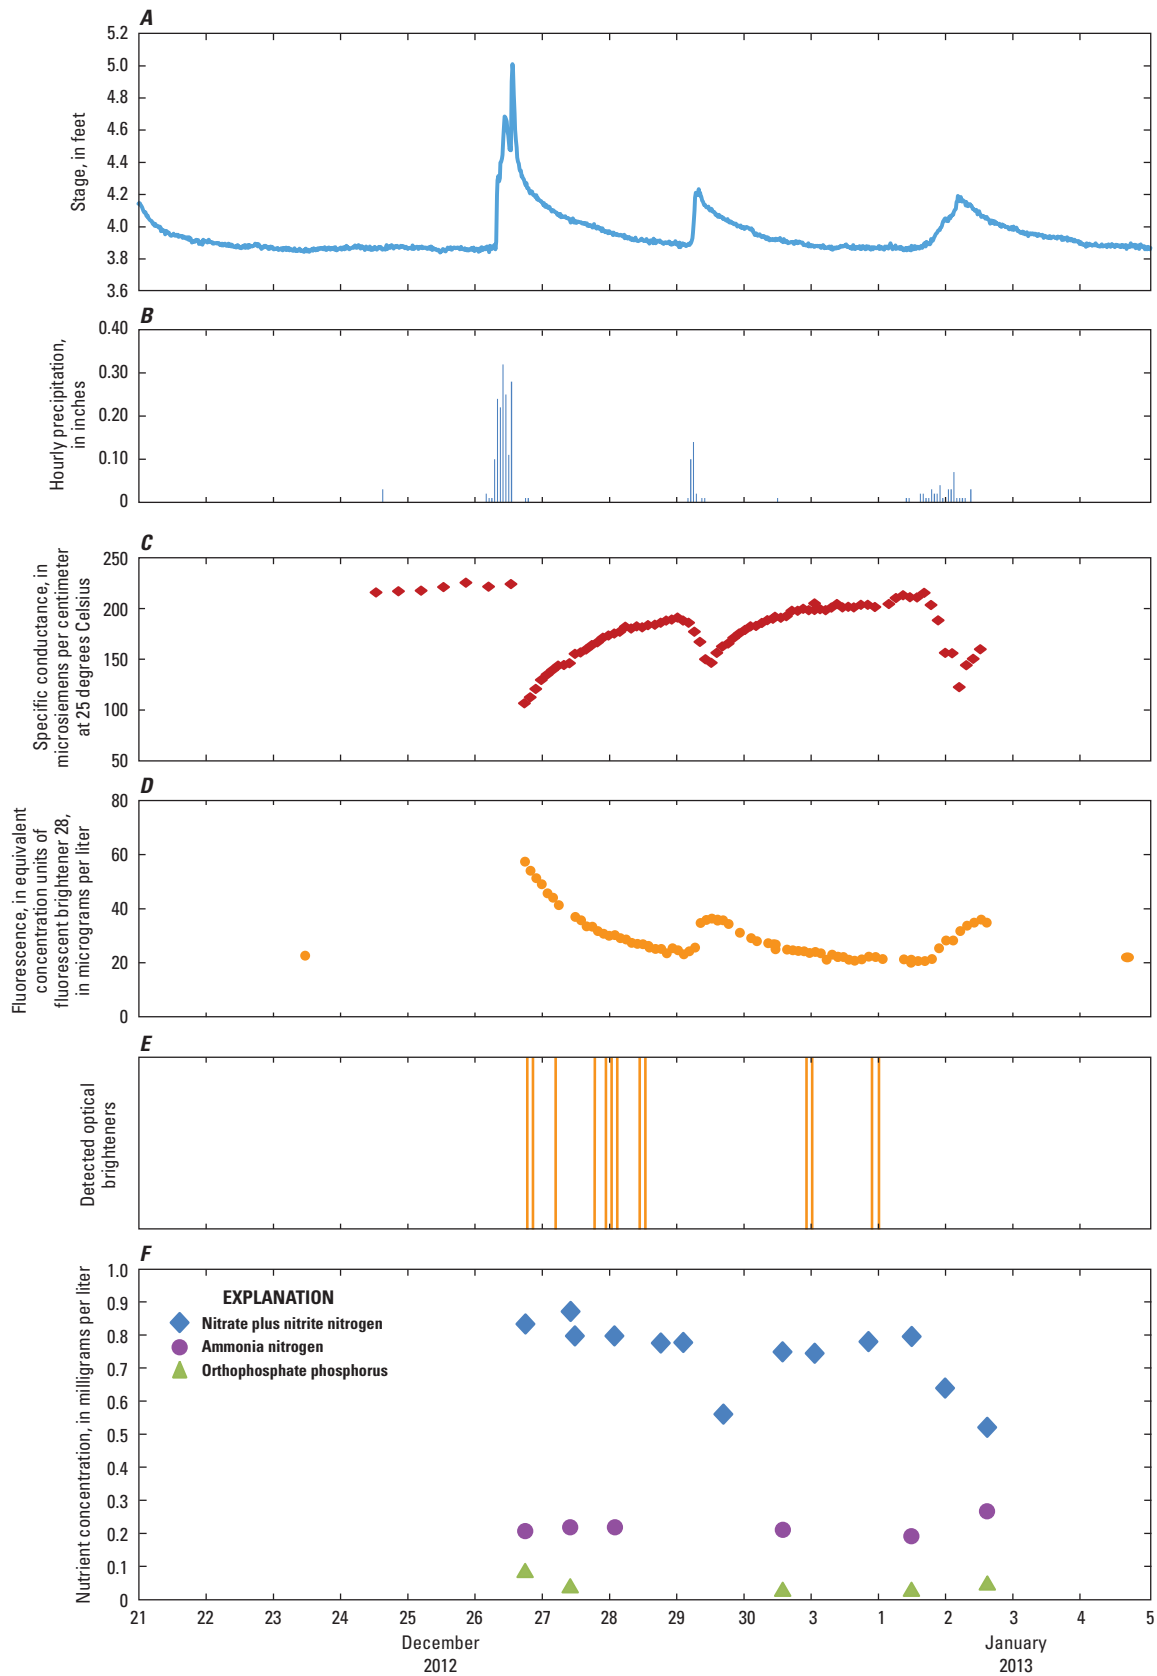 A
5.2
5.0
4.8
4.6
4.4
4.2
4.0
3.8
3.6
Stage, in feet
B
0.40
0.30
0.20
0.10
0
Hourly precipitation,
in inches
C
250
200
150
100
50
Specific conductance, in
microsiemens per centimeter
at 25 degrees Celsius
D
80
60
40
20
0
Fluorescence, in equivalent
concentration units of
fluorescent brightener 28,
in micrograms per liter
E
Detected optical
brighteners
F
1.0
0.9
0.8
0.7
0.6
0.5
0.4
0.3
0.2
0.1
0
Nutrient concentration, in milligrams per liter
EXPLANATION
Nitrate plus nitrite nitrogen
Ammonia nitrogen
Orthophosphate phosphorus
21 22 23 24 25 26 27 28 29 30 3 1 2 3 4 5
December January
2012 2013